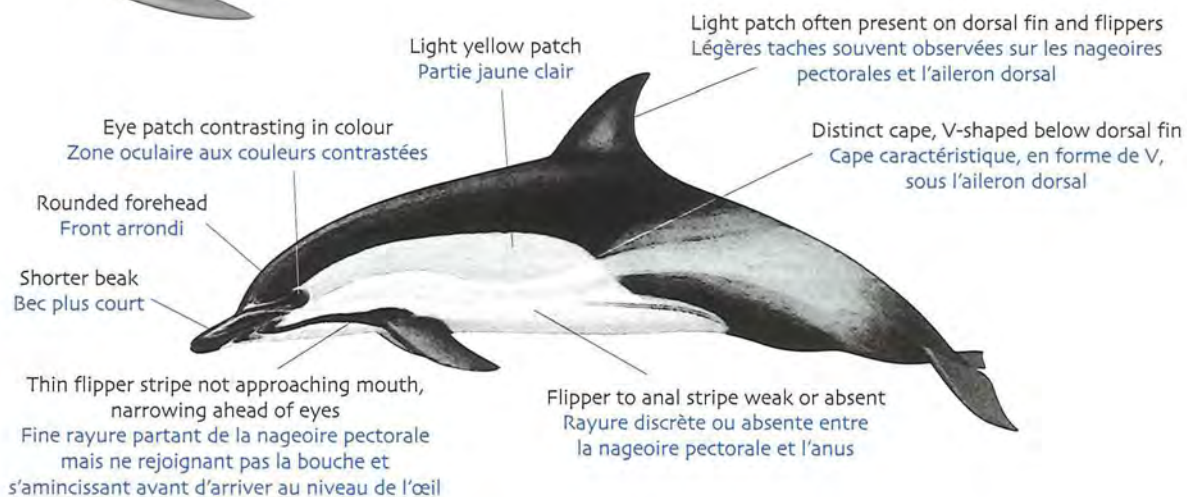 Light patch often present on dorsal fin and flippers
Légères taches souvent observées sur les nageoires
pectorales et l'aileron dorsal
Light yellow patch
Partie jaune clair
Eye patch contrasting in colour
Zone oculaire aux couleurs contrastées
Distinct cape, V-shaped below dorsal fin
Cape caractéristique, en forme de V,
sous l'aileron dorsal
Rounded forehead
Front arrondi
Shorter beak
Bec plus court
Thin flipper stripe not approaching mouth,
narrowing ahead of eyes
Fine rayure partant de la nageoire pectorale
mais ne rejoignant pas la bouche et
s'amincissant avant d'arriver au niveau de l'œil
Flipper to anal stripe weak or absent
Rayure discrète ou absente entre
la nageoire pectorale et l'anus